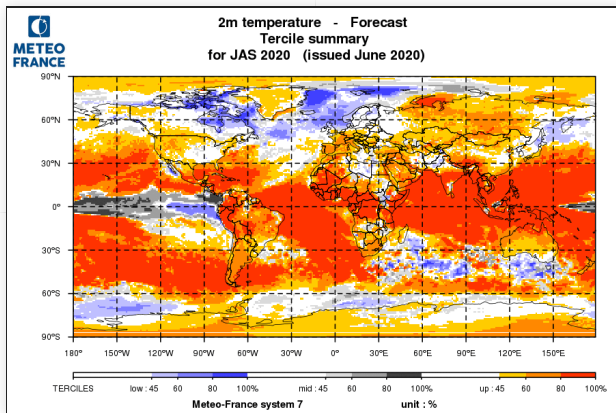 METEO
FRANCE
2m temperature - Forecast
Tercile summary
for JAS 2020 (issued June 2020)
90°N
60°N
30°N
0°
30°S
60°S
90°S
180° 150°W 120°W 90°W 60°W 30°W 0° 30°E 60°E 90°E 120°E 150°E
TERCILES low : 45 60 80 100% mid : 45 60 80 100% up : 45 60 80 100%
Meteo-France system 7 unit : %